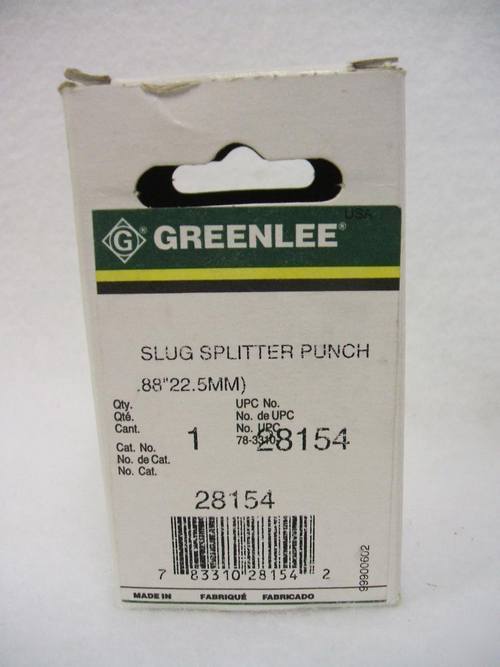 USA
G GREENLEE®
SLUG SPLITTER PUNCH
.88"22.5MM)
Qty.
Qté.
Cant.
1
UPC No.
No. de UPC
No. UPC
78-3310
28154
Cat. No.
No. de Cat.
No. Cat.
28154
7 83310 28154 2
99900602
MADE IN FABRIQUÉ FABRICADO